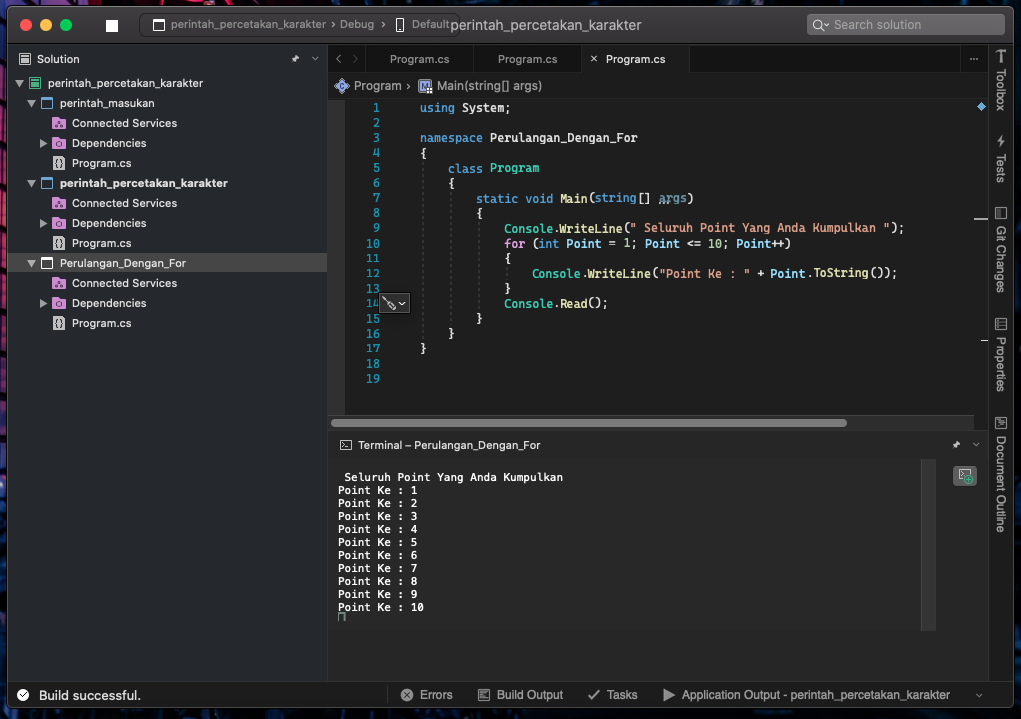 perintah_percetakan_karakter › Debug › Default
perintah_percetakan_karakter
Search solution
Solution
perintah_percetakan_karakter
perintah_masukan
Connected Services
Dependencies
Program.cs
perintah_percetakan_karakter
Connected Services
Dependencies
Program.cs
Perulangan_Dengan_For
Connected Services
Dependencies
Program.cs
Program.cs
Program.cs
× Program.cs
Program › Main(string[] args)
1 using System;
2
3 namespace Perulangan_Dengan_For
4 {
5 class Program
6 {
7 static void Main(string[] args)
8 {
9 Console.WriteLine(" Seluruh Point Yang Anda Kumpulkan ");
10 for (int Point = 1; Point <= 10; Point++)
11 {
12 Console.WriteLine("Point Ke : " + Point.ToString());
13 }
14 Console.Read();
15 }
16 }
17 }
18
19
Terminal – Perulangan_Dengan_For
Seluruh Point Yang Anda Kumpulkan
Point Ke : 1
Point Ke : 2
Point Ke : 3
Point Ke : 4
Point Ke : 5
Point Ke : 6
Point Ke : 7
Point Ke : 8
Point Ke : 9
Point Ke : 10
Toolbox
Tests
Git Changes
Properties
Document Outline
Build successful.
Errors
Build Output
Tasks
Application Output - perintah_percetakan_karakter